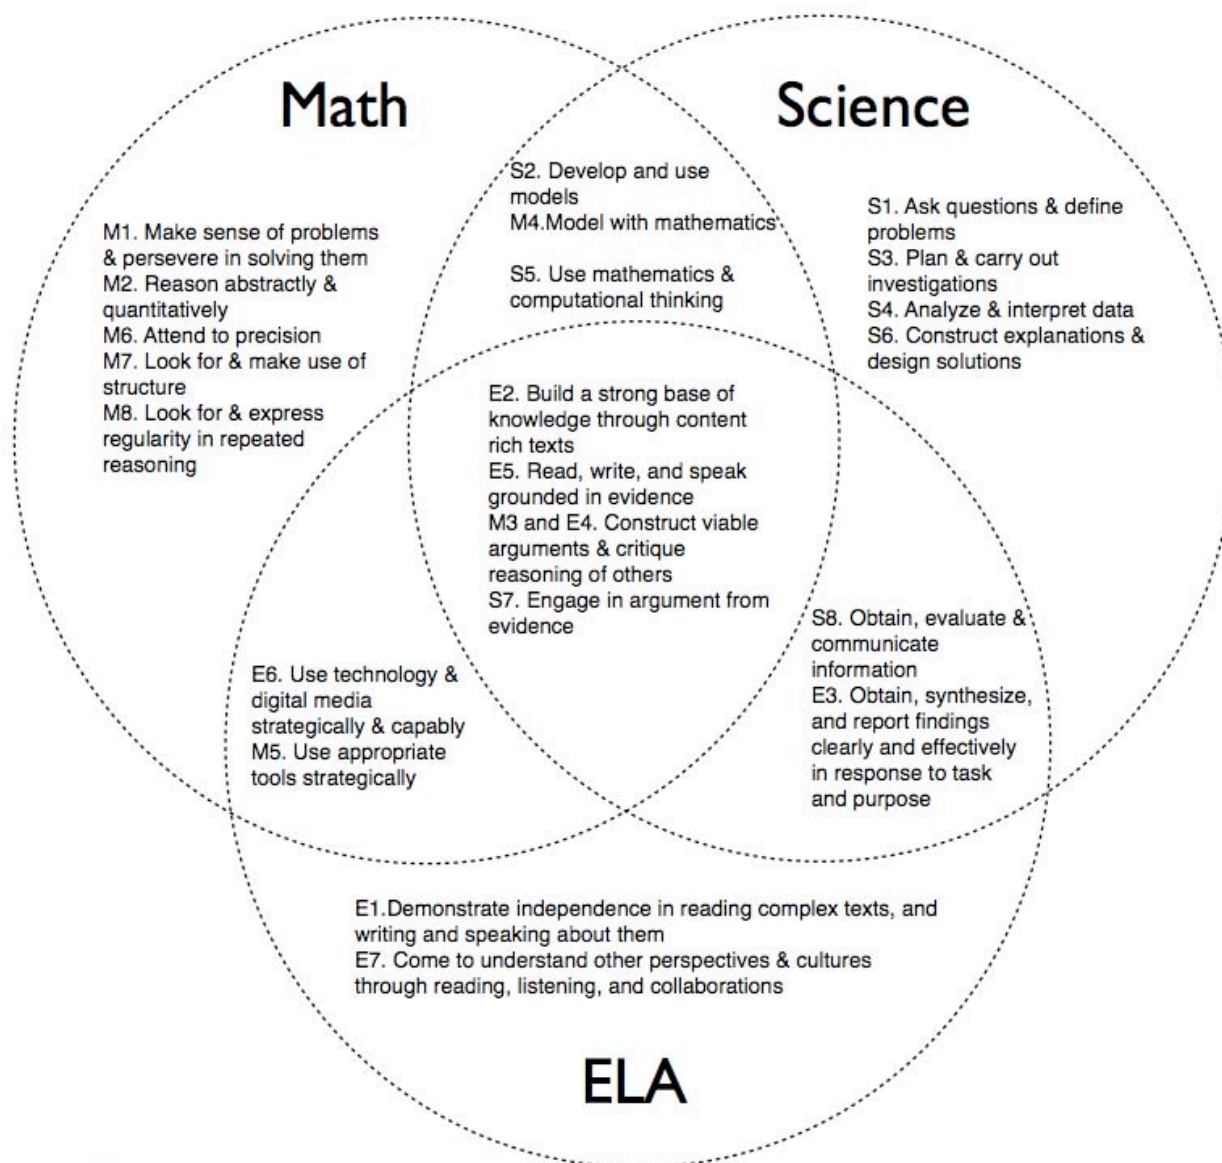 Math
Science
S2. Develop and use
models
M4.Model with mathematics
S5. Use mathematics &
computational thinking
M1. Make sense of problems
& persevere in solving them
M2. Reason abstractly &
quantitatively
M6. Attend to precision
M7. Look for & make use of
structure
M8. Look for & express
regularity in repeated
reasoning
S1. Ask questions & define
problems
S3. Plan & carry out
investigations
S4. Analyze & interpret data
S6. Construct explanations &
design solutions
E2. Build a strong base of
knowledge through content
rich texts
E5. Read, write, and speak
grounded in evidence
M3 and E4. Construct viable
arguments & critique
reasoning of others
S7. Engage in argument from
evidence
E6. Use technology &
digital media
strategically & capably
M5. Use appropriate
tools strategically
S8. Obtain, evaluate &
communicate
information
E3. Obtain, synthesize,
and report findings
clearly and effectively
in response to task
and purpose
E1.Demonstrate independence in reading complex texts, and
writing and speaking about them
E7. Come to understand other perspectives & cultures
through reading, listening, and collaborations
ELA